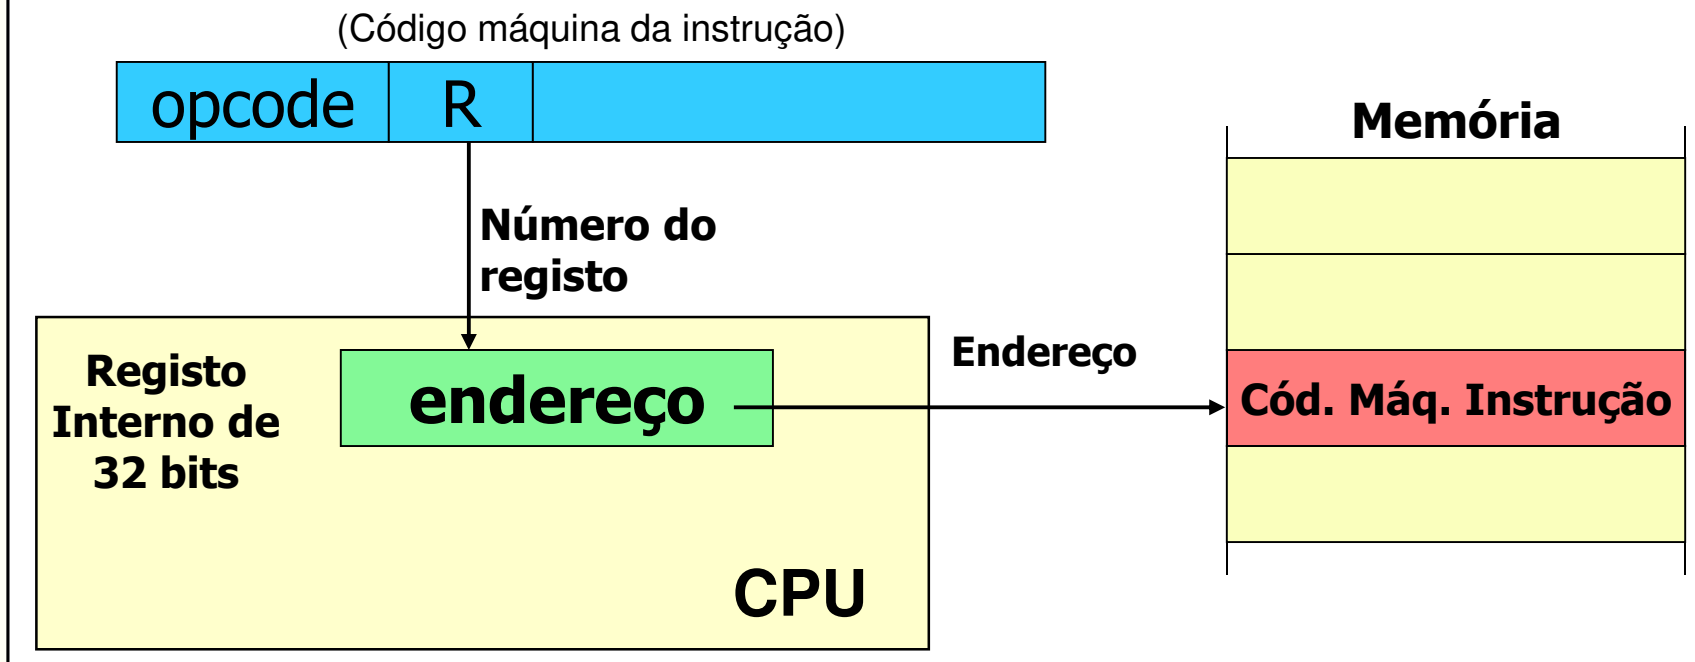 (Código máquina da instrução)
opcode R
Memória
Número do
registo
Registo
Interno de
32 bits
endereço
Endereço
Cód. Máq. Instrução
CPU